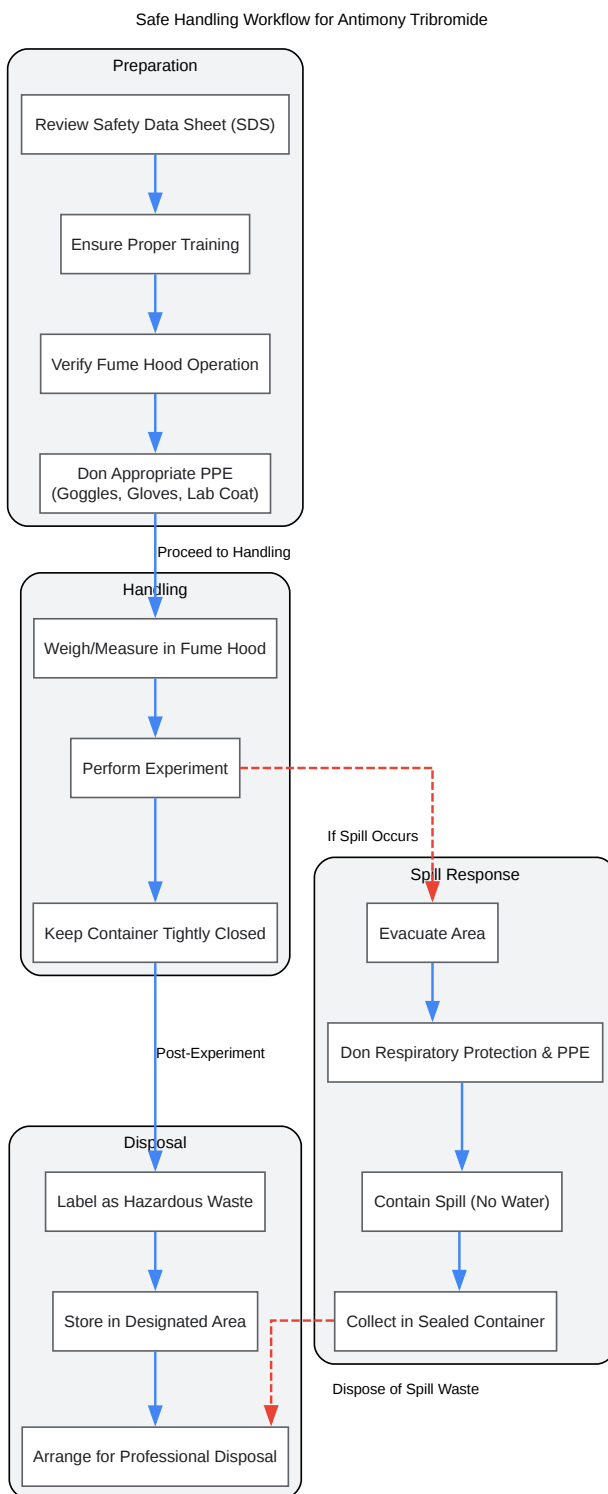 Safe Handling Workflow for Antimony Tribromide
Preparation
Review Safety Data Sheet (SDS)
Ensure Proper Training
Verify Fume Hood Operation
Don Appropriate PPE
(Goggles, Gloves, Lab Coat)
Proceed to Handling
Handling
Weigh/Measure in Fume Hood
Perform Experiment
If Spill Occurs
Keep Container Tightly Closed
Spill Response
Evacuate Area
Don Respiratory Protection & PPE
Contain Spill (No Water)
Collect in Sealed Container
Dispose of Spill Waste
Post-Experiment
Disposal
Label as Hazardous Waste
Store in Designated Area
Arrange for Professional Disposal